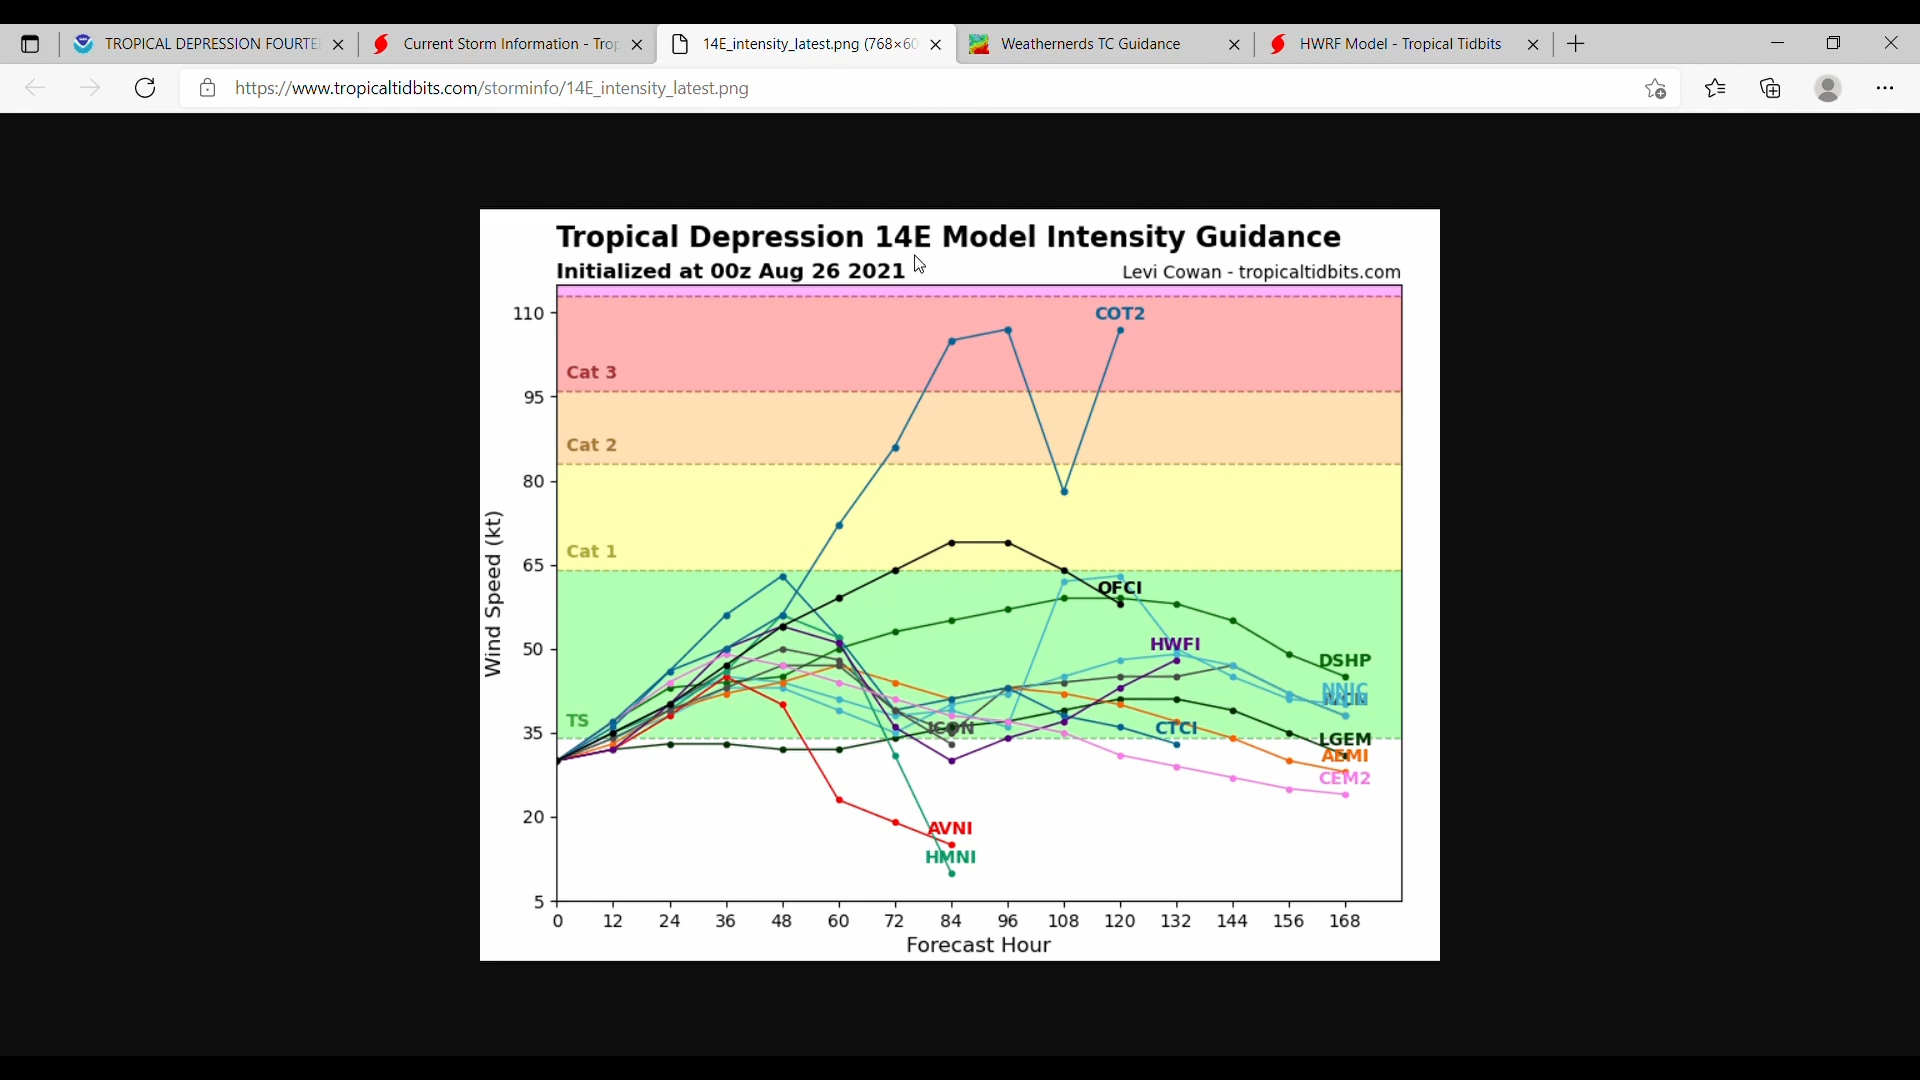 TROPICAL DEPRESSION FOURTE
Current Storm Information - Trop
14E_intensity_latest.png (768×60
Weathernerds TC Guidance
HWRF Model - Tropical Tidbits
https://www.tropicaltidbits.com/storminfo/14E_intensity_latest.png
Tropical Depression 14E Model Intensity Guidance
Initialized at 00z Aug 26 2021
Levi Cowan - tropicaltidbits.com
110
COT2
Cat 3
95
Cat 2
80
Cat 1
65
OFCI
Wind Speed (kt)
50
HWFI
DSHP
NNIC
TS
35
ICON
CTCI
LGEM
AEMI
CEM2
20
AVNI
HMNI
5
0 12 24 36 48 60 72 84 96 108 120 132 144 156 168
Forecast Hour